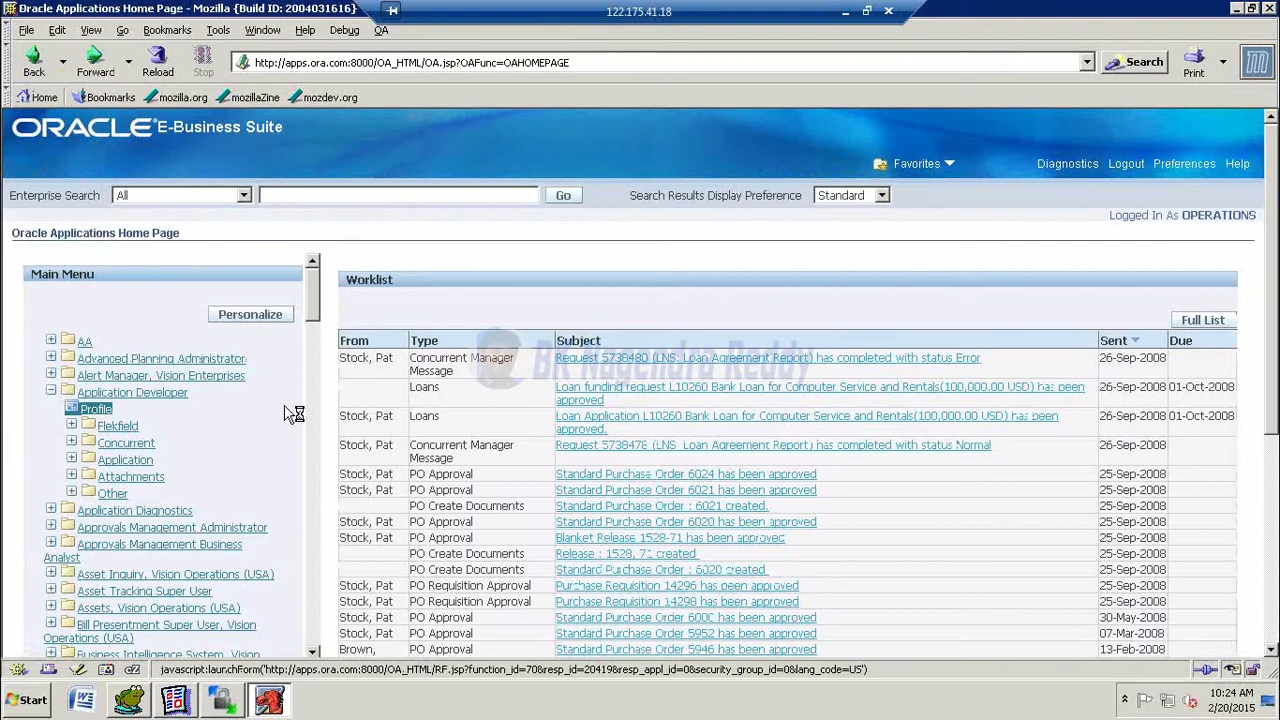 Oracle Applications Home Page - Mozilla {Build ID: 2004031616}
122.175.41.18
File Edit View Go Bookmarks Tools Window Help Debug QA
Back Forward Reload Stop
http://apps.ora.com:8000/OA_HTML/OA.jsp?OAFunc=OAHOMEPAGE
Search
Print
Home Bookmarks mozilla.org mozillaZine mozdev.org
ORACLE E-Business Suite
Favorites
Diagnostics Logout Preferences Help
Enterprise Search All Go Search Results Display Preference Standard
Logged In As OPERATIONS
Oracle Applications Home Page
Main Menu
Personalize
AA
Advanced Planning Administrator
Alert Manager, Vision Enterprises
Application Developer
Profile
Flekfield
Concurrent
Application
Attachments
Other
Application Diagnostics
Approvals Management Administrator
Approvals Management Business
Analyst
Asset Inquiry, Vision Operations (USA)
Asset Tracking Super User
Assets, Vision Operations (USA)
Bill Presentment Super User, Vision
Operations (USA)
Business Intelligence System, Vision
Worklist
Full List
From Type Subject Sent Due
Stock, Pat Concurrent Manager Request 5738480 (LNS: Loan Agreement Report) has completed with status Error 26-Sep-2008
Message
Loans Loan funding request L10260 Bank Loan for Computer Service and Rentals(100,000.00 USD) has been 26-Sep-2008 01-Oct-2008
approved
Stock, Pat Loans Loan Application L10260 Bank Loan for Computer Service and Rentals(100,000.00 USD) has been 26-Sep-2008 01-Oct-2008
approved.
Stock, Pat Concurrent Manager Request 5738478 (LNS: Loan Agreement Report) has completed with status Normal 26-Sep-2008
Message
Stock, Pat PO Approval Standard Purchase Order 6024 has been approved 25-Sep-2008
Stock, Pat PO Approval Standard Purchase Order 6021 has been approved 25-Sep-2008
PO Create Documents Standard Purchase Order : 6021 created. 25-Sep-2008
Stock, Pat PO Approval Standard Purchase Order 6020 has been approved 25-Sep-2008
Stock, Pat PO Approval Blanket Release 1528-71 has been approved 25-Sep-2008
PO Create Documents Release : 1528, 71 created. 25-Sep-2008
PO Create Documents Standard Purchase Order : 6020 created. 25-Sep-2008
Stock, Pat PO Requisition Approval Purchase Requisition 14296 has been approved 25-Sep-2008
Stock, Pat PO Requisition Approval Purchase Requisition 14298 has been approved 25-Sep-2008
Stock, Pat PO Approval Standard Purchase Order 6000 has been approved 30-May-2008
Stock, Pat PO Approval Standard Purchase Order 5952 has been approved 07-Mar-2008
Brown, PO Approval Standard Purchase Order 5946 has been approved 13-Feb-2008
BK Nagendra Reddy
javascript:launchForm('http://apps.ora.com:8000/OA_HTML/RF.jsp?function_id=70&resp_id=20419&resp_appl_id=0&security_group_id=0&lang_code=US')
Start
10:24 AM
2/20/2015